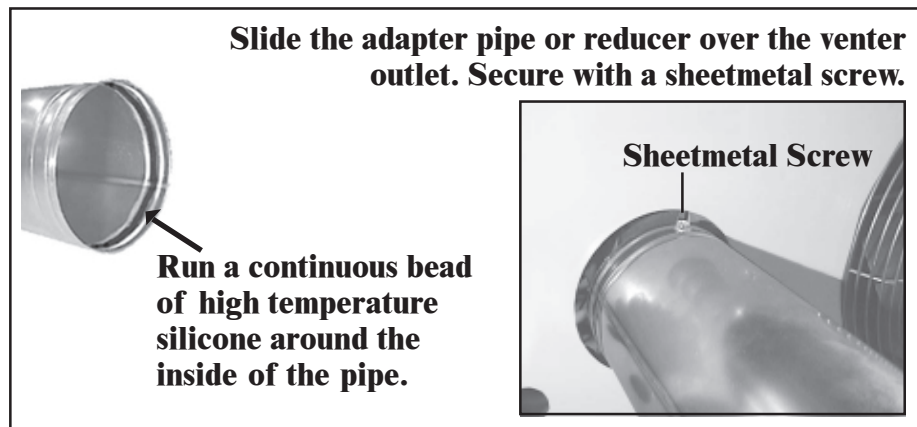 Slide the adapter pipe or reducer over the venter
outlet. Secure with a sheetmetal screw.
Sheetmetal Screw
Run a continuous bead
of high temperature
silicone around the
inside of the pipe.